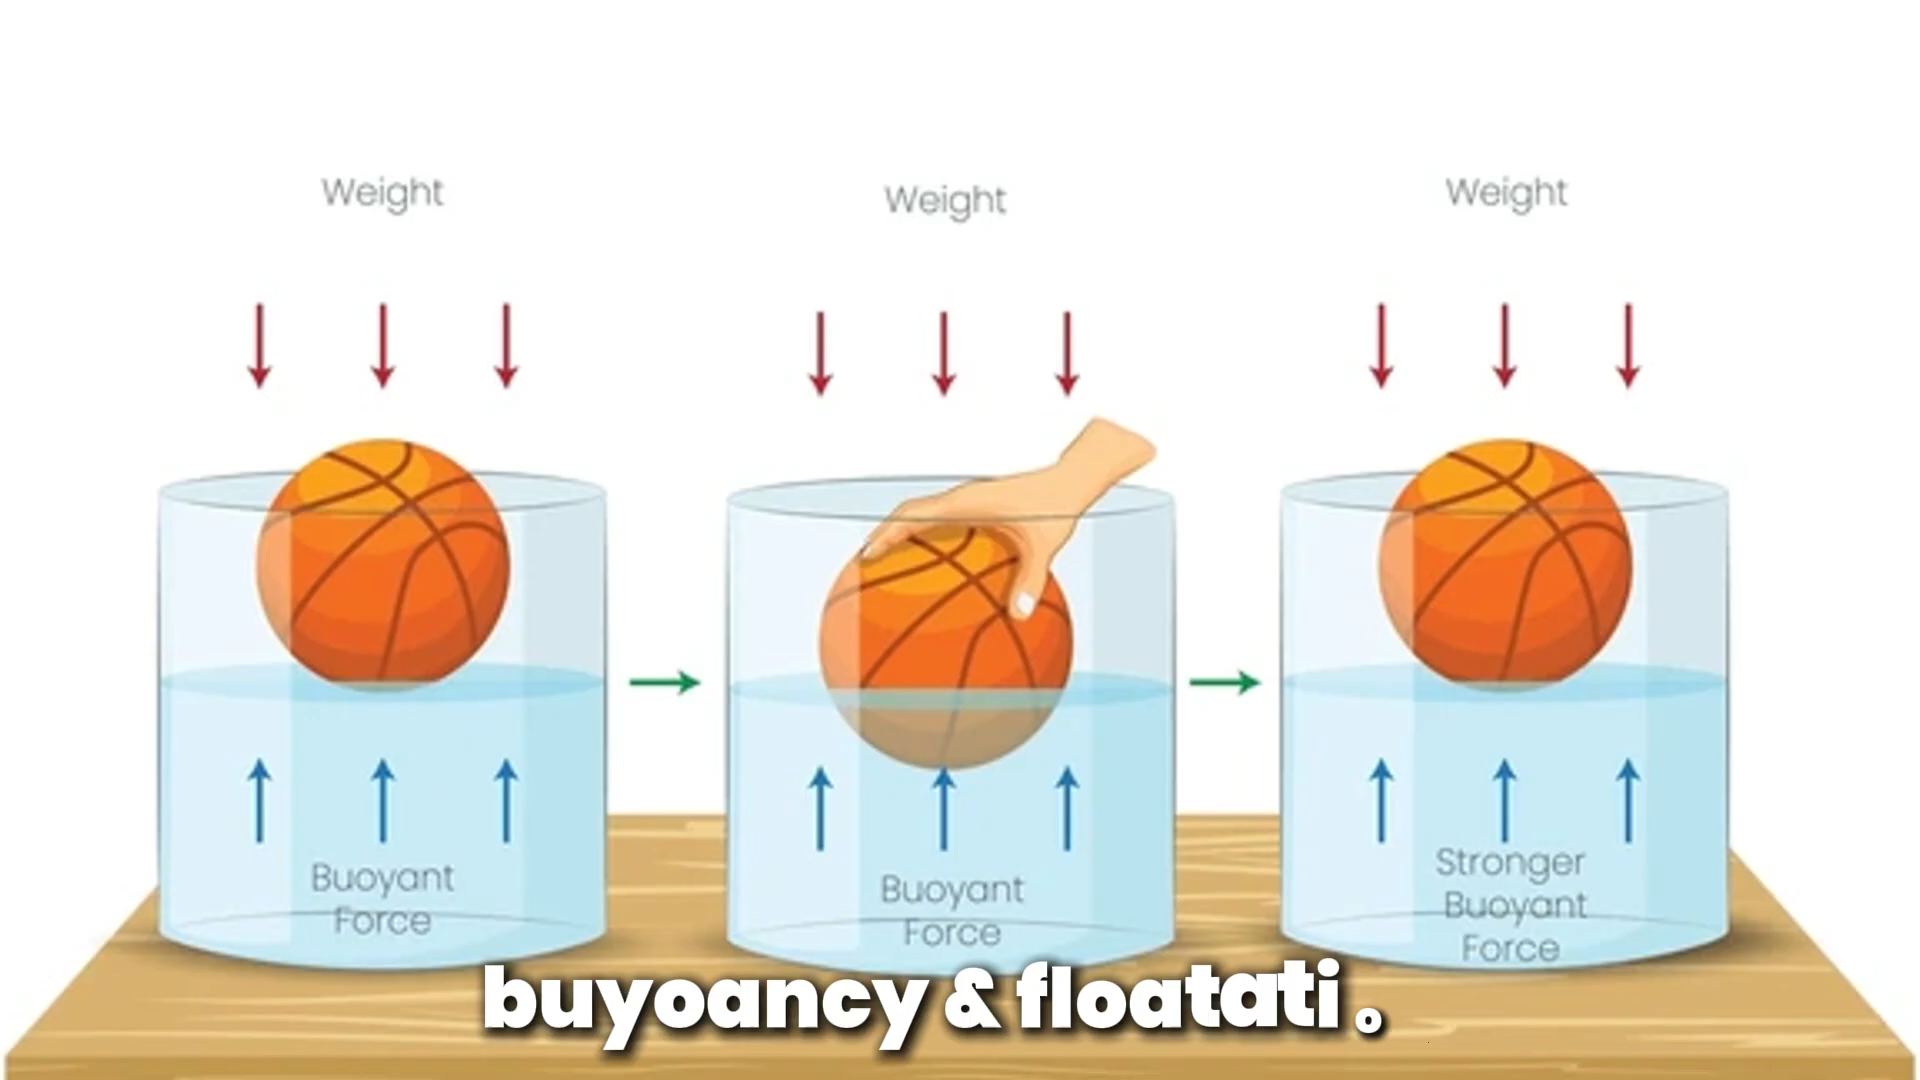 Weight
Weight
Weight
Buoyant
Force
Buoyant
Force
Stronger
Buoyant
Force
buyoancy & floatati